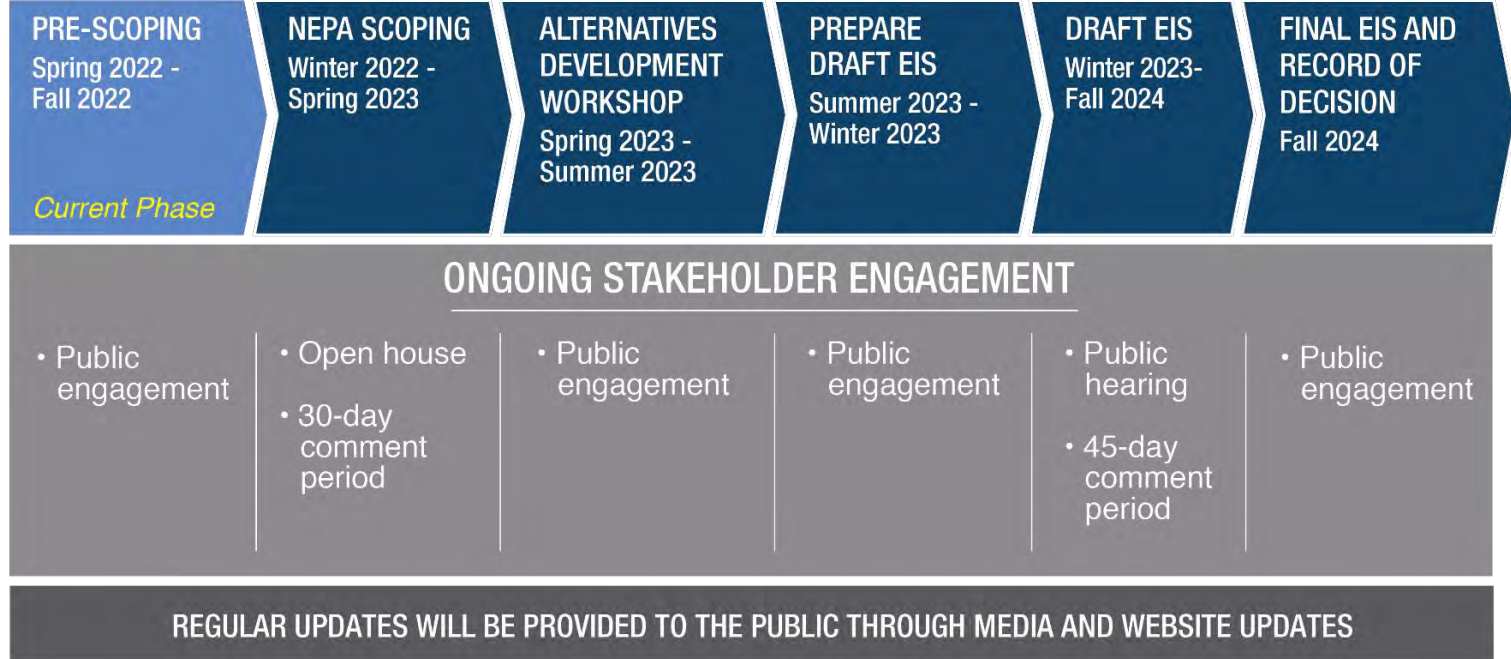 PRE-SCOPING
Spring 2022 -
Fall 2022
Current Phase
NEPA SCOPING
Winter 2022 -
Spring 2023
ALTERNATIVES
DEVELOPMENT
WORKSHOP
Spring 2023 -
Summer 2023
PREPARE
DRAFT EIS
Summer 2023 -
Winter 2023
DRAFT EIS
Winter 2023-
Fall 2024
FINAL EIS AND
RECORD OF
DECISION
Fall 2024
ONGOING STAKEHOLDER ENGAGEMENT
• Public
engagement
• Open house
• 30-day
comment
period
• Public
engagement
• Public
engagement
• Public
hearing
• 45-day
comment
period
• Public
engagement
REGULAR UPDATES WILL BE PROVIDED TO THE PUBLIC THROUGH MEDIA AND WEBSITE UPDATES